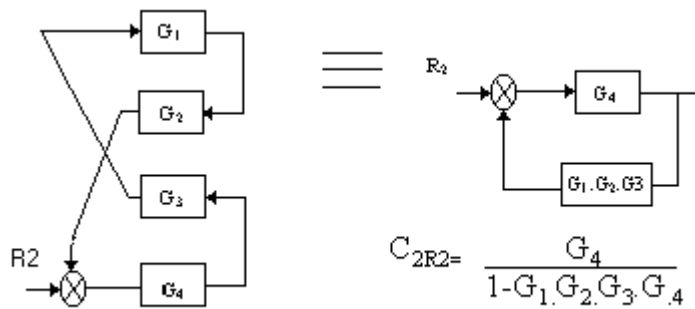 G₁
G₂
G₃
R2
G₄
R₂
G₄
G₁.G₂.G3
C₂R₂= G₄
1-G₁.G₂.G₃.G.₄